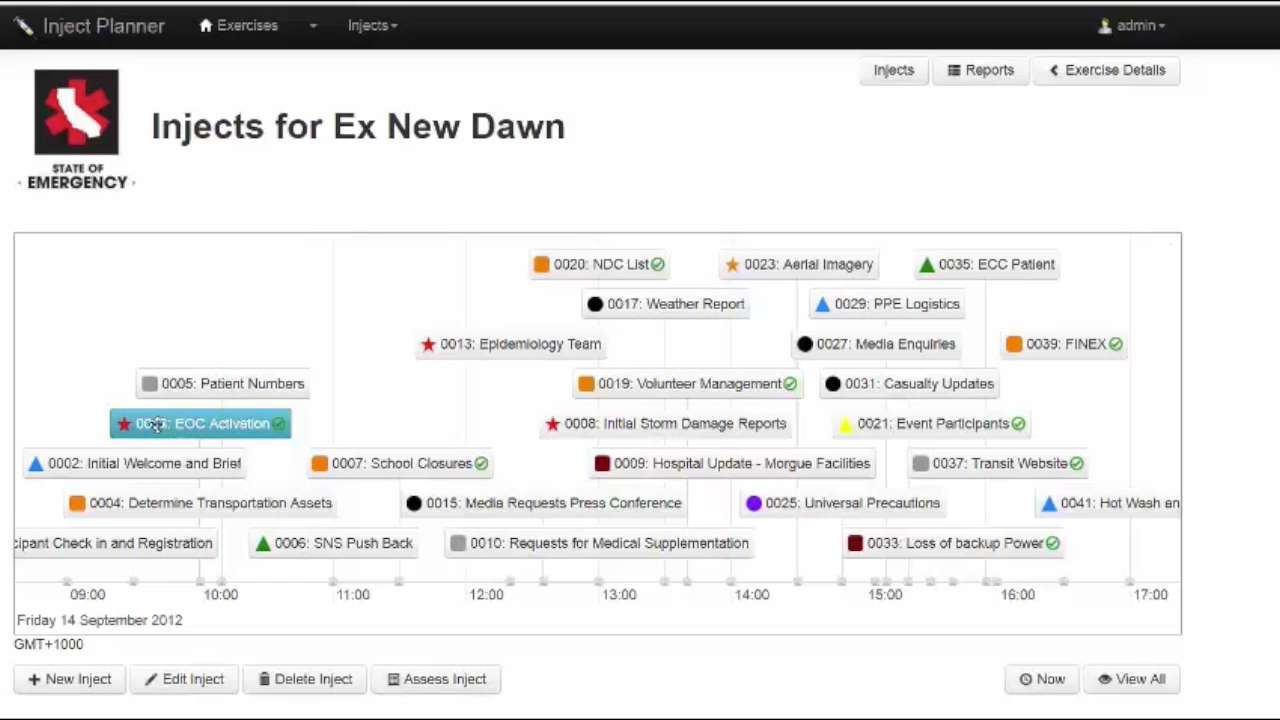 Inject Planner Exercises Injects admin
Injects Reports Exercise Details
STATE OF
EMERGENCY
Injects for Ex New Dawn
0020: NDC List 0023: Aerial Imagery 0035: ECC Patient
0017: Weather Report 0029: PPE Logistics
0013: Epidemiology Team 0027: Media Enquiries 0039: FINEX
0005: Patient Numbers 0019: Volunteer Management 0031: Casualty Updates
EOC Activation 0008: Initial Storm Damage Reports 0021: Event Participants
0002: Initial Welcome and Brief 0007: School Closures 0009: Hospital Update - Morgue Facilities 0037: Transit Website
0004: Determine Transportation Assets 0015: Media Requests Press Conference 0025: Universal Precautions 0041: Hot Wash an
cipant Check in and Registration 0006: SNS Push Back 0010: Requests for Medical Supplementation 0033: Loss of backup Power
09:00 10:00 11:00 12:00 13:00 14:00 15:00 16:00 17:00
Friday 14 September 2012
GMT+1000
New Inject Edit Inject Delete Inject Assess Inject Now View All